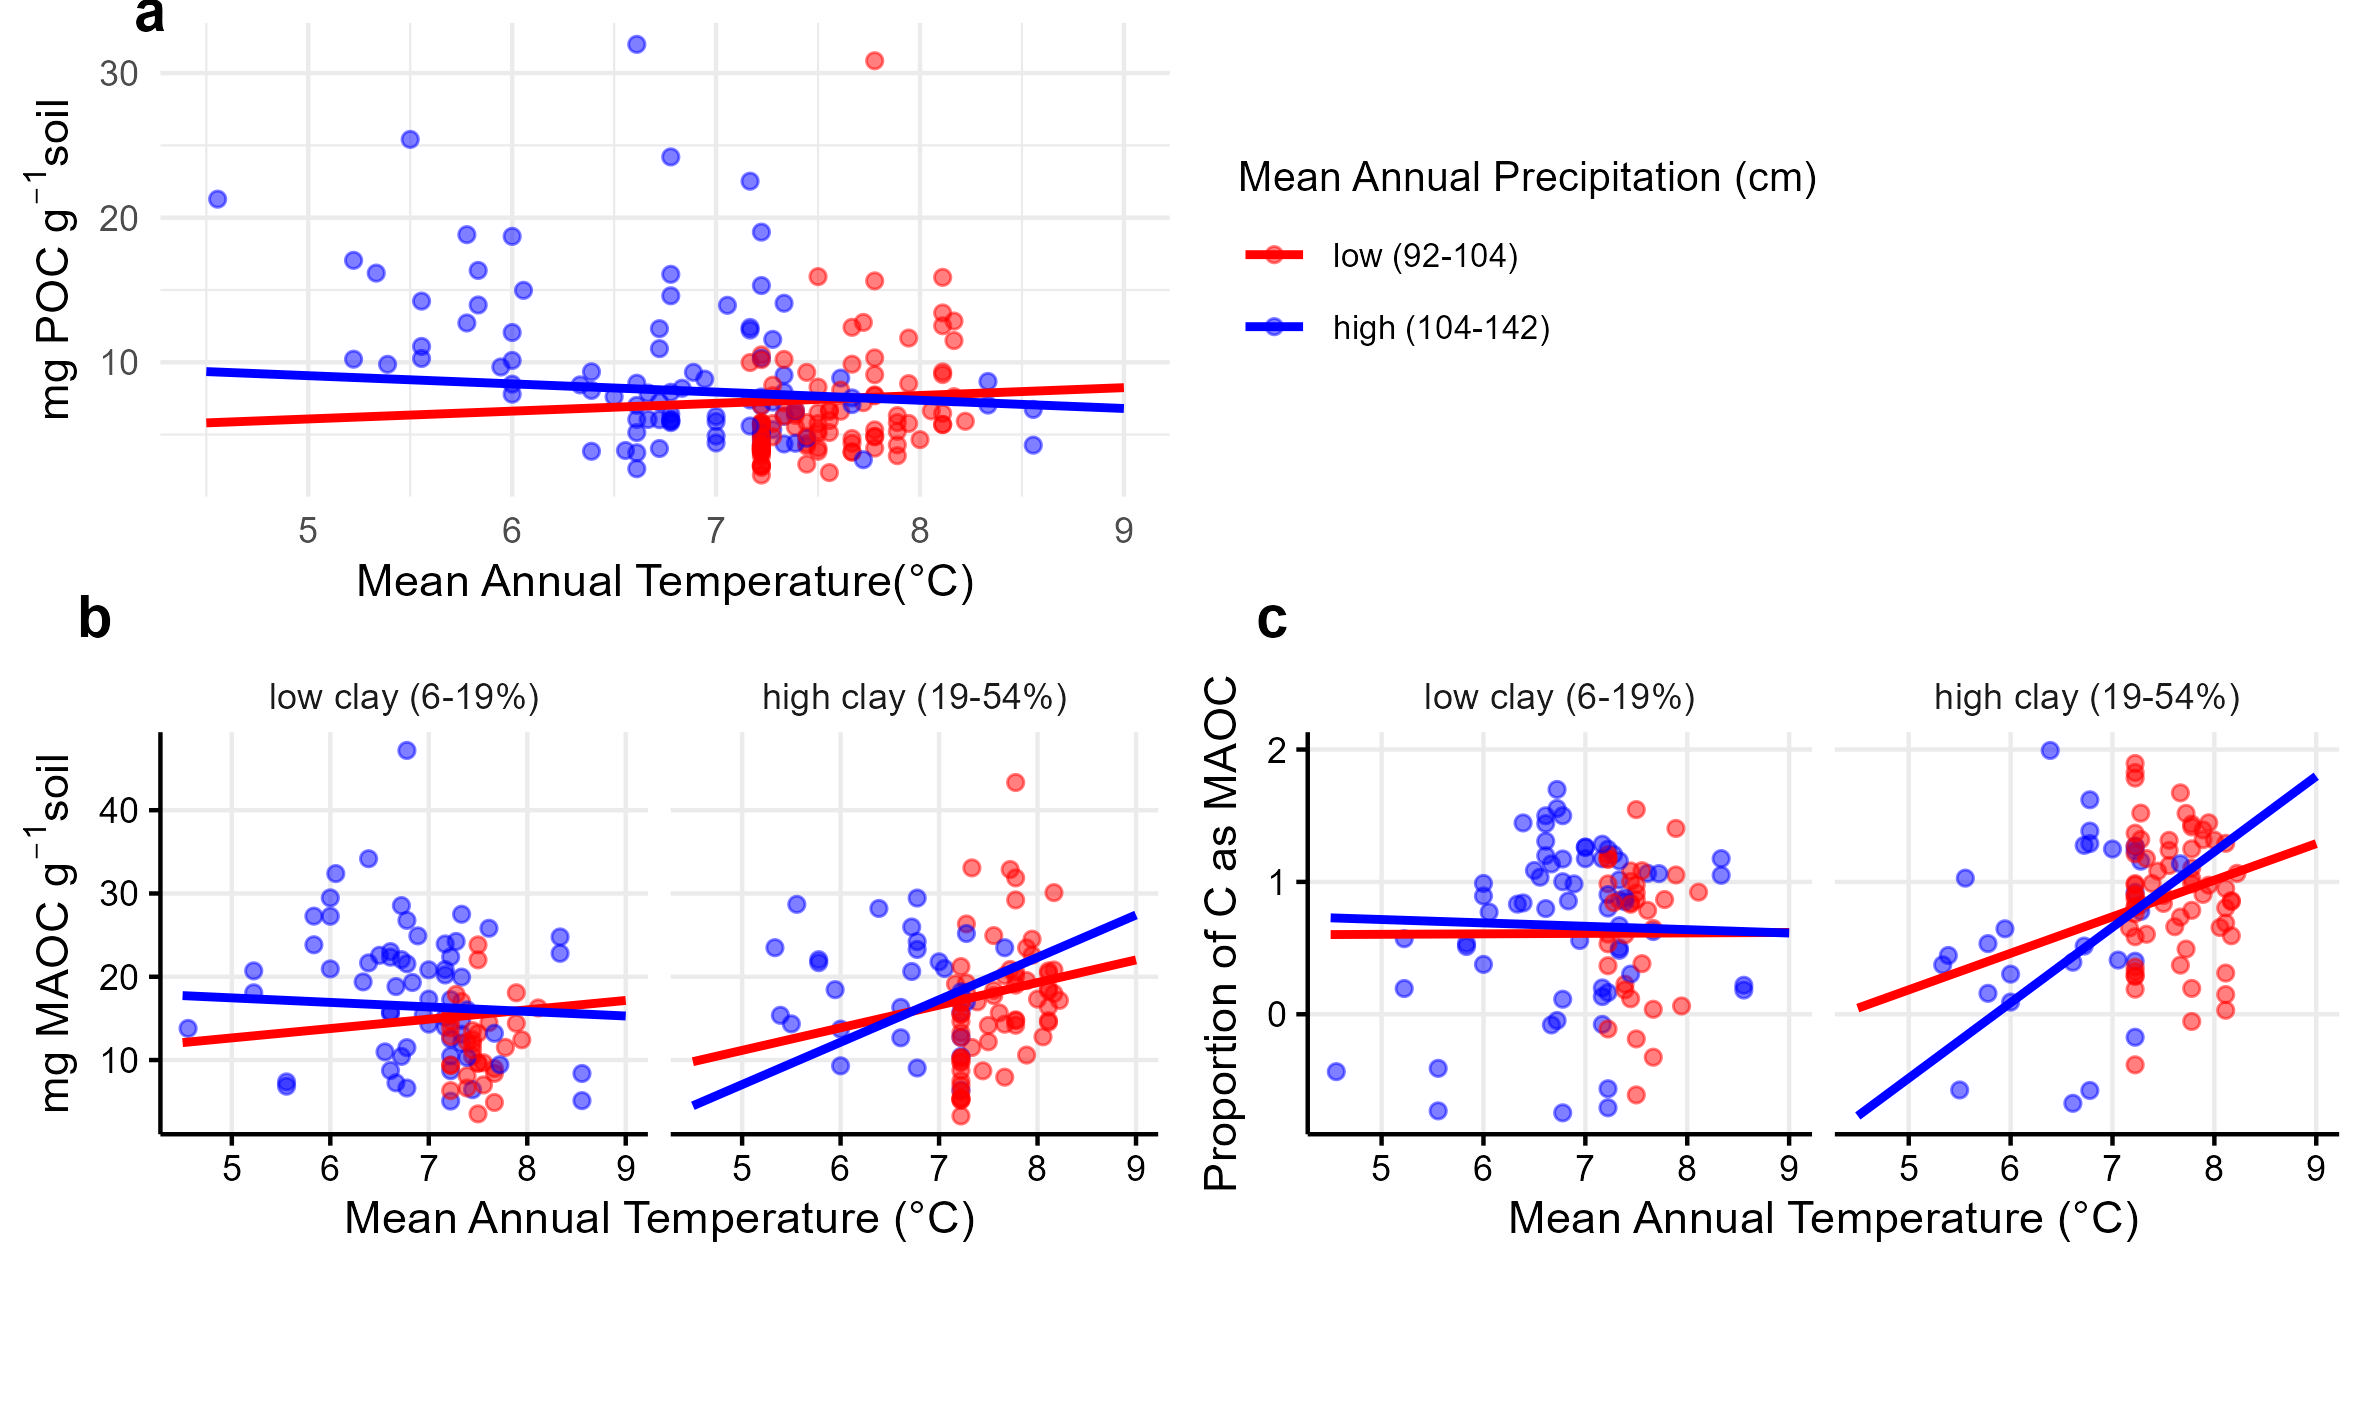 a
mg POC g⁻¹soil
30
20
10
5 6 7 8 9
Mean Annual Temperature(°C)
Mean Annual Precipitation (cm)
low (92-104)
high (104-142)
b
low clay (6-19%) high clay (19-54%)
mg MAOC g⁻¹soil
40
30
20
10
5 6 7 8 9 5 6 7 8 9
Mean Annual Temperature (°C)
c
low clay (6-19%) high clay (19-54%)
Proportion of C as MAOC
2
1
0
5 6 7 8 9 5 6 7 8 9
Mean Annual Temperature (°C)